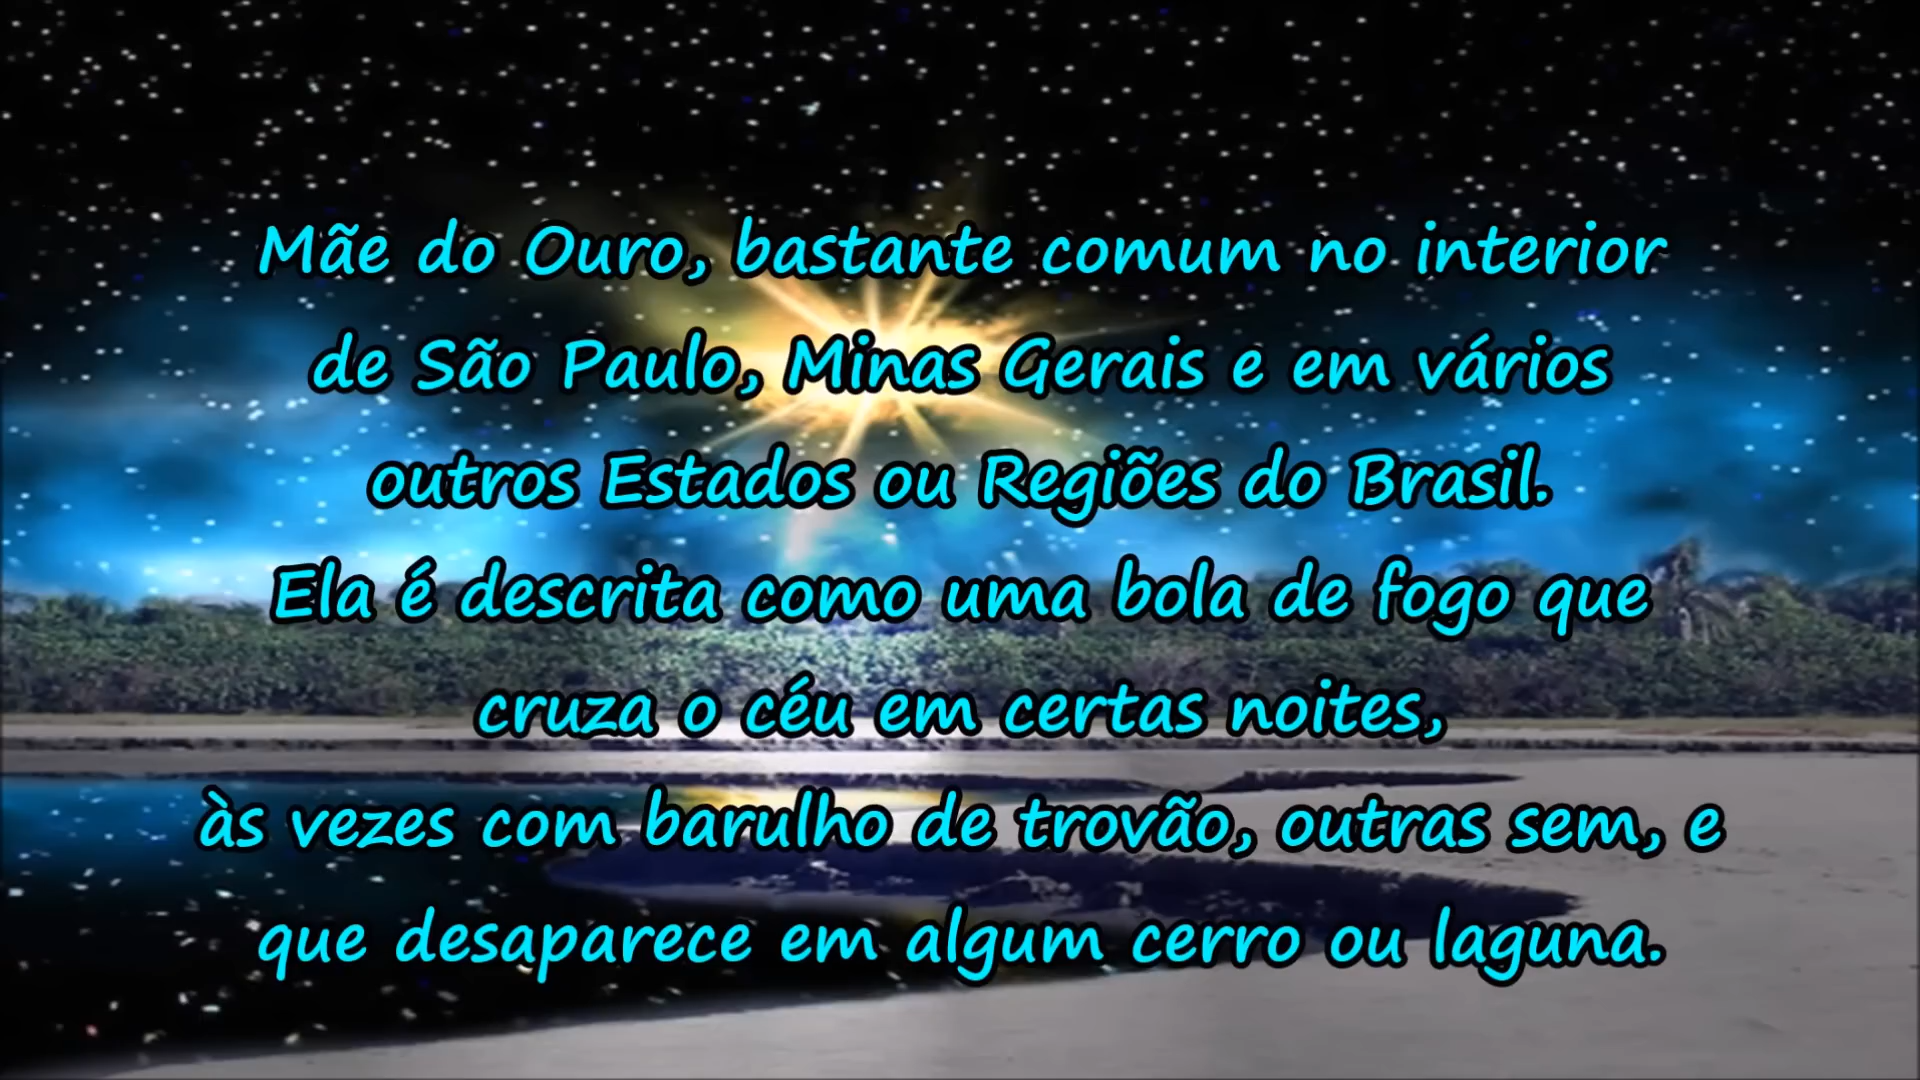 Mãe do Ouro, bastante comum no interior
de São Paulo, Minas Gerais e em vários
outros Estados ou Regiões do Brasil.
Ela é descrita como uma bola de fogo que
cruza o céu em certas noites,
às vezes com barulho de trovão, outras sem, e
que desaparece em algum cerro ou laguna.